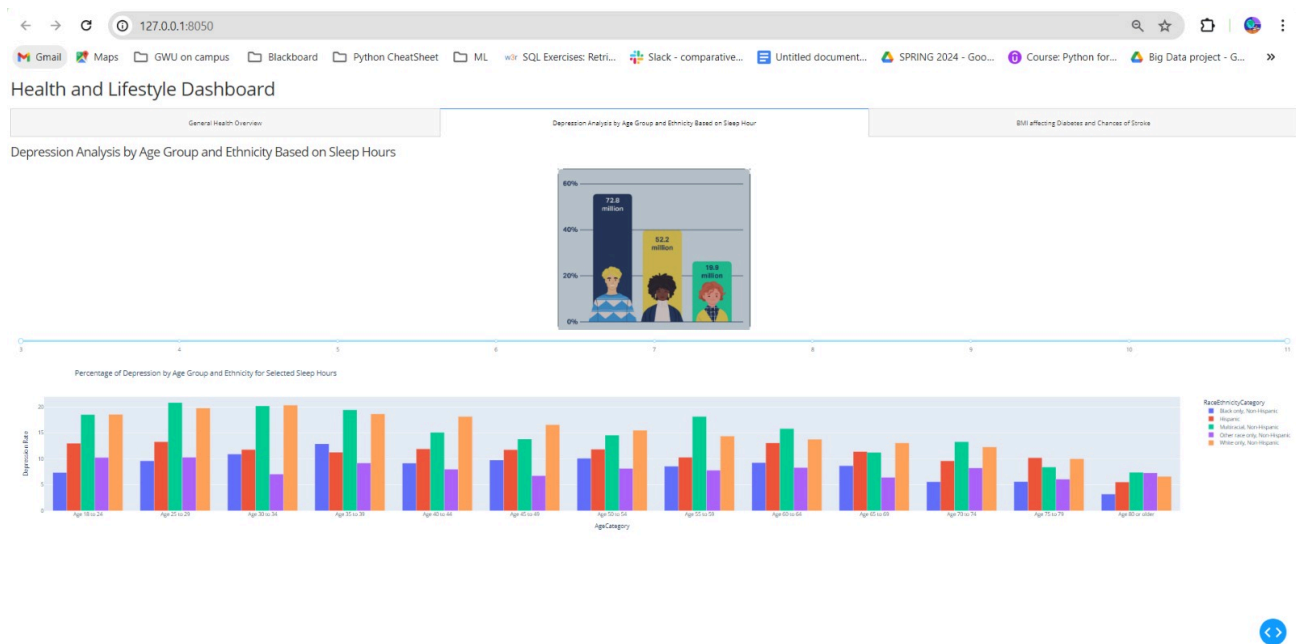 127.0.0.1:8050
Gmail Maps GWU on campus Blackboard Python CheatSheet ML w3r SQL Exercises: Retri... Slack - comparative... Untitled document... SPRING 2024 - Goo... Course: Python for... Big Data project - G... »
Health and Lifestyle Dashboard
General Health Overview Depression Analysis by Age Group and Ethnicity Based on Sleep Hour BMI affecting Diabetes and Chances of Stroke
Depression Analysis by Age Group and Ethnicity Based on Sleep Hours
60%
72.8
million
40%
52.2
million
20%
19.8
million
0%
3 4 5 6 7 8 9 10 11
Percentage of Depression by Age Group and Ethnicity for Selected Sleep Hours
RaceEthnicityCategory
Black only, Non-Hispanic
Hispanic
Multiracial, Non-Hispanic
Other race only, Non-Hispanic
White only, Non-Hispanic
Depression Rate
20
15
10
5
0
Age 18 to 24 Age 25 to 29 Age 30 to 34 Age 35 to 39 Age 40 to 44 Age 45 to 49 Age 50 to 54 Age 55 to 59 Age 60 to 64 Age 65 to 69 Age 70 to 74 Age 75 to 79 Age 80 or older
AgeCategory